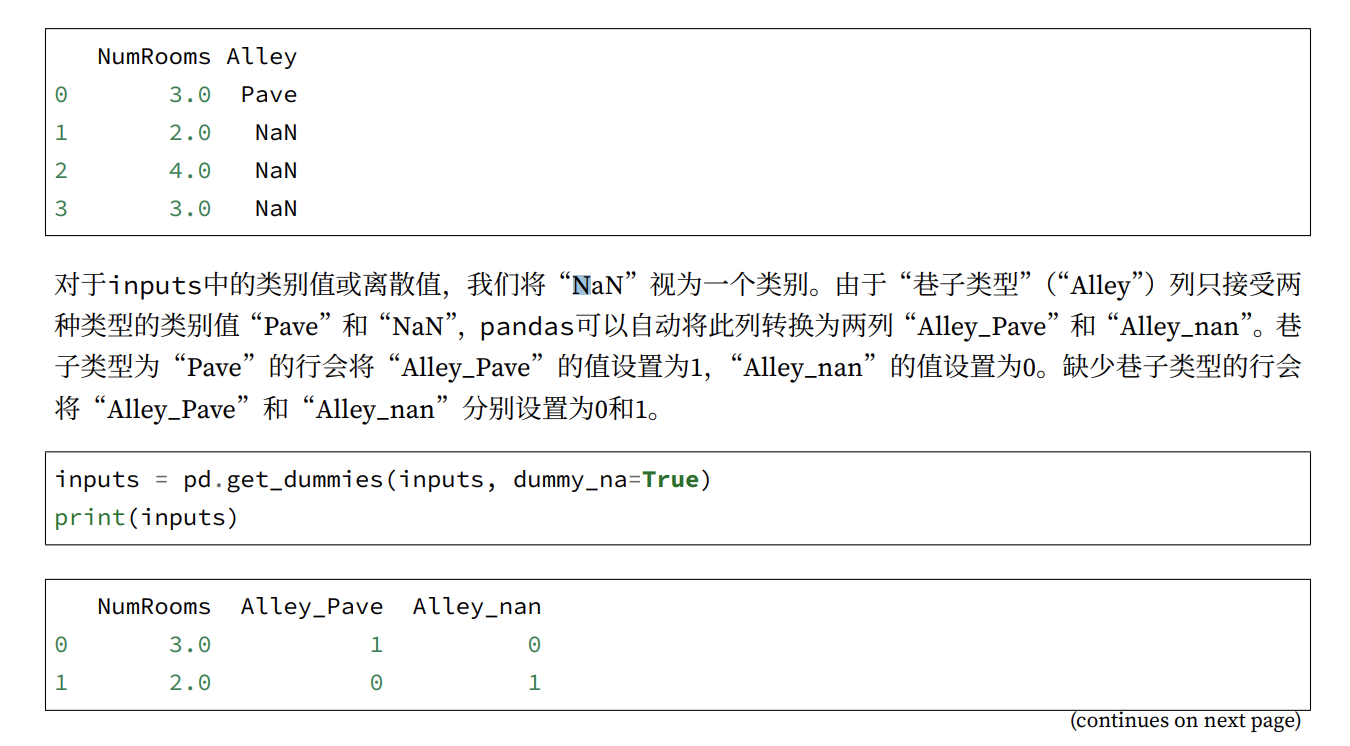 NumRooms Alley
0 3.0 Pave
1 2.0 NaN
2 4.0 NaN
3 3.0 NaN
对于inputs中的类别值或离散值，我们将“NaN”视为一个类别。由于“巷子类型”（“Alley”）列只接受两
种类型的类别值“Pave”和“NaN”，pandas可以自动将此列转换为两列“Alley_Pave”和“Alley_nan”。巷
子类型为“Pave”的行会将“Alley_Pave”的值设置为1，“Alley_nan”的值设置为0。缺少巷子类型的行会
将“Alley_Pave”和“Alley_nan”分别设置为0和1。
inputs = pd.get_dummies(inputs, dummy_na=True)
print(inputs)
NumRooms Alley_Pave Alley_nan
0 3.0 1 0
1 2.0 0 1
(continues on next page)